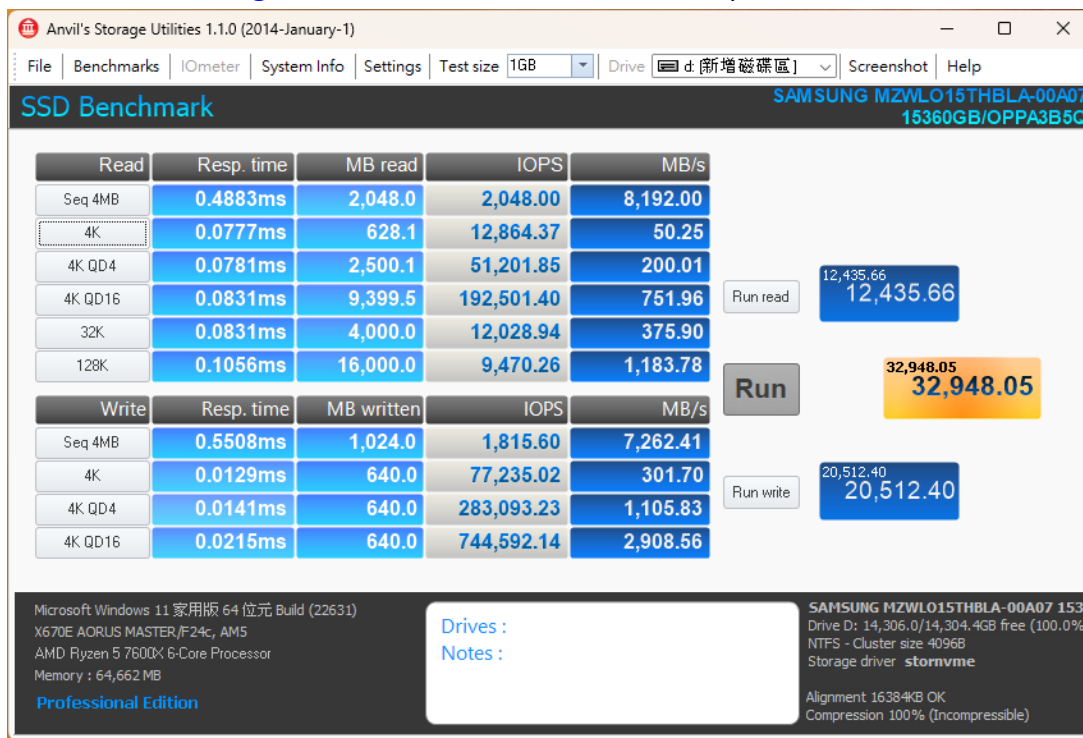 Anvil's Storage Utilities 1.1.0 (2014-January-1)
File Benchmarks IOmeter System Info Settings Test size 1GB Drive d: [新增磁碟區] Screenshot Help
SSD Benchmark
SAMSUNG MZWLO15THBLA-00A07
15360GB/OPPA3B5Q
Read Resp. time MB read IOPS MB/s
Seq 4MB 0.4883ms 2,048.0 2,048.00 8,192.00
4K 0.0777ms 628.1 12,864.37 50.25
4K QD4 0.0781ms 2,500.1 51,201.85 200.01
4K QD16 0.0831ms 9,399.5 192,501.40 751.96
32K 0.0831ms 4,000.0 12,028.94 375.90
128K 0.1056ms 16,000.0 9,470.26 1,183.78
Run read
12,435.66
12,435.66
Run
32,948.05
32,948.05
Write Resp. time MB written IOPS MB/s
Seq 4MB 0.5508ms 1,024.0 1,815.60 7,262.41
4K 0.0129ms 640.0 77,235.02 301.70
4K QD4 0.0141ms 640.0 283,093.23 1,105.83
4K QD16 0.0215ms 640.0 744,592.14 2,908.56
Run write
20,512.40
20,512.40
Microsoft Windows 11 家用版 64 位元 Build (22631)
X670E AORUS MASTER/F24c, AM5
AMD Ryzen 5 7600X 6-Core Processor
Memory : 64,662 MB
Professional Edition
Drives :
Notes :
SAMSUNG MZWLO15THBLA-00A07 153
Drive D: 14,306.0/14,304.4GB free (100.0%
NTFS - Cluster size 4096B
Storage driver stornvme
Alignment 16384KB OK
Compression 100% (Incompressible)